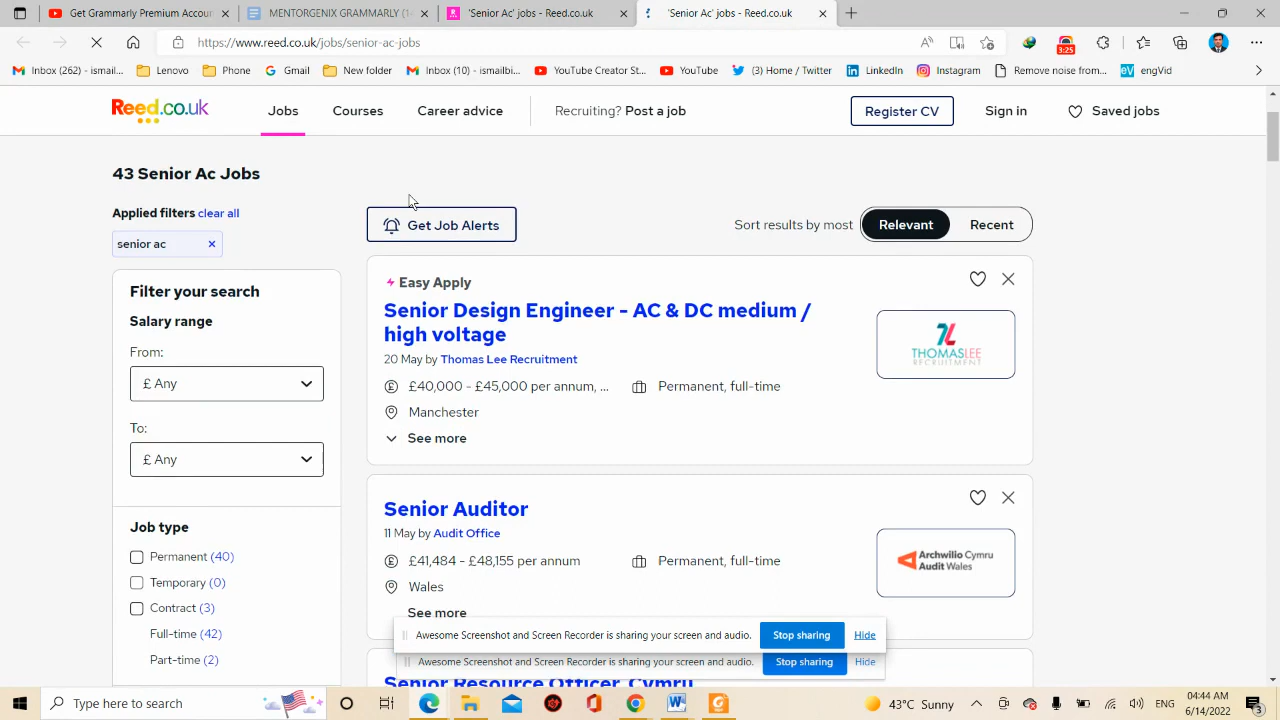 Get Grammarly Premium Accour
MENTORGENIX GRAMMARLY (1-
'Senior Ac' jobs - Reed.co.uk
'Senior Ac' Jobs - Reed.co.uk
https://www.reed.co.uk/jobs/senior-ac-jobs
3:25
Inbox (262) - ismail...
Lenovo
Phone
Gmail
New folder
Inbox (10) - ismailbi...
YouTube Creator St...
YouTube
(3) Home / Twitter
LinkedIn
Instagram
Remove noise from...
eV engVid
Reed.co.uk
Jobs
Courses
Career advice
Recruiting? Post a job
Register CV
Sign in
Saved jobs
43 Senior Ac Jobs
Applied filters clear all
senior ac
Get Job Alerts
Sort results by most
Relevant
Recent
Filter your search
Salary range
From:
£ Any
To:
£ Any
Job type
Permanent (40)
Temporary (0)
Contract (3)
Full-time (42)
Part-time (2)
Easy Apply
Senior Design Engineer - AC & DC medium /
high voltage
20 May by Thomas Lee Recruitment
£40,000 - £45,000 per annum, ...
Permanent, full-time
Manchester
See more
THOMASLEE
RECRUITMENT
Senior Auditor
11 May by Audit Office
£41,484 - £48,155 per annum
Permanent, full-time
Wales
See more
Archwilio Cymru
Audit Wales
Awesome Screenshot and Screen Recorder is sharing your screen and audio.
Stop sharing
Hide
Awesome Screenshot and Screen Recorder is sharing your screen and audio.
Stop sharing
Hide
Senior Resource Officer, Cymru
Type here to search
43°C Sunny
ENG
04:44 AM
6/14/2022
3